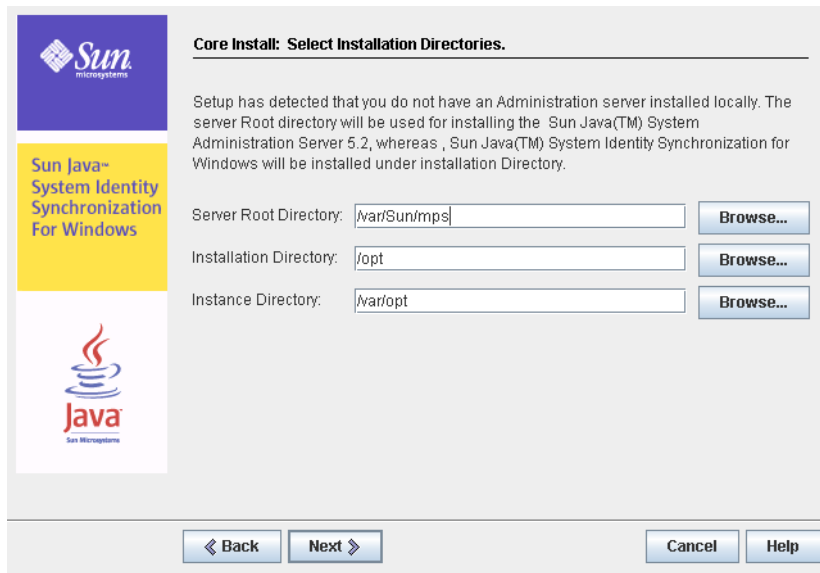 Sun
microsystems
Core Install: Select Installation Directories.
Setup has detected that you do not have an Administration server installed locally. The
server Root directory will be used for installing the Sun Java(TM) System
Administration Server 5.2, whereas , Sun Java(TM) System Identity Synchronization for
Windows will be installed under installation Directory.
Sun Java™
System Identity
Synchronization
For Windows
Server Root Directory: /var/Sun/mps Browse...
Installation Directory: /opt Browse...
Instance Directory: /var/opt Browse...
Java
Sun Microsystems
Back Next Cancel Help